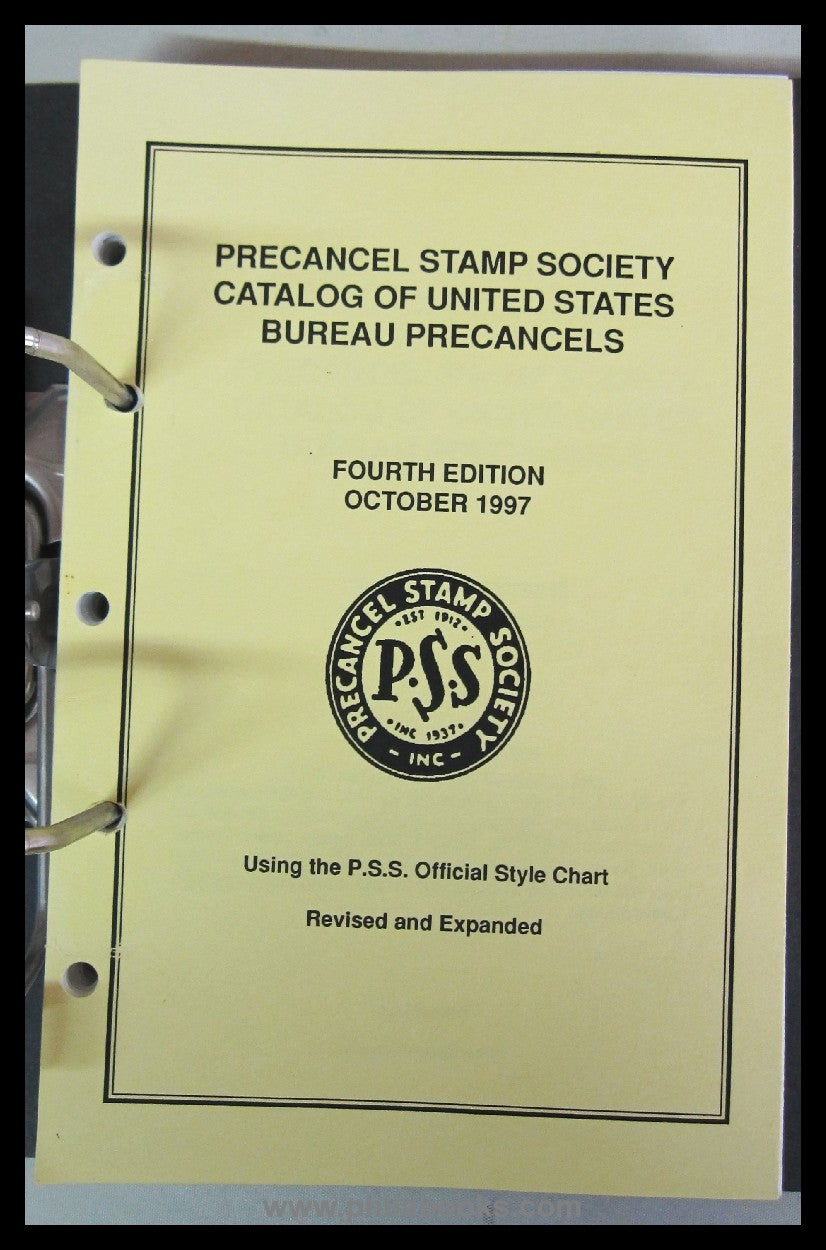 PRECANCEL STAMP SOCIETY
CATALOG OF UNITED STATES
BUREAU PRECANCELS
FOURTH EDITION
OCTOBER 1997
PRECANCEL STAMP SOCIETY
•EST 1912•
P.S.S
•INC 1937•
- INC -
Using the P.S.S. Official Style Chart
Revised and Expanded